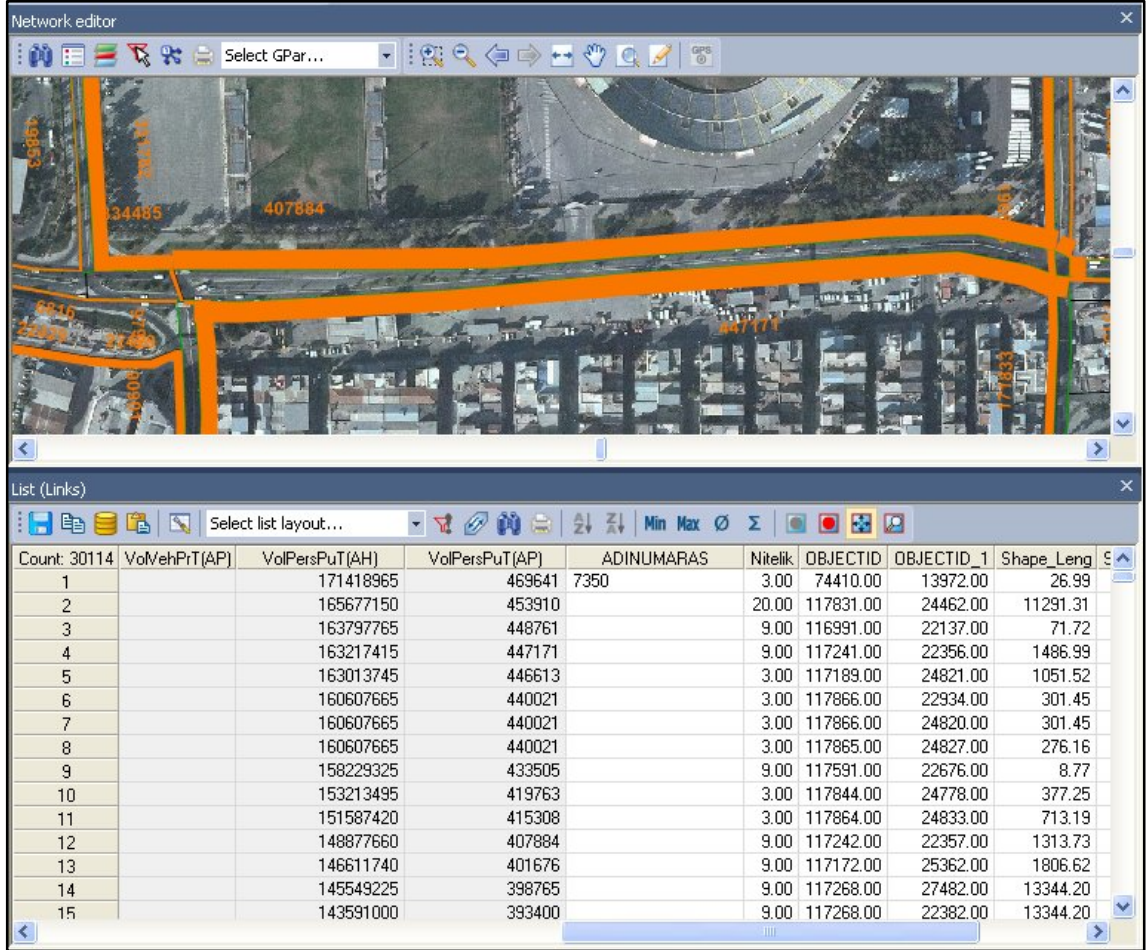 Network editor
Select GPar...
GPS
19853
334485
407884
6816
447171
171833
List (Links)
Select list layout...
Min Max Ø Σ
Count: 30114 VolVehPrT(AP) VolPersPuT(AH) VolPersPuT(AP) ADINUMARAS Nitelik OBJECTID OBJECTID_1 Shape_Leng S
1 171418965 469641 7350 3.00 74410.00 13972.00 26.99
2 165677150 453910 20.00 117831.00 24462.00 11291.31
3 163797765 448761 9.00 116991.00 22137.00 71.72
4 163217415 447171 9.00 117241.00 22356.00 1486.99
5 163013745 446613 3.00 117189.00 24821.00 1051.52
6 160607665 440021 3.00 117866.00 22934.00 301.45
7 160607665 440021 3.00 117866.00 24820.00 301.45
8 160607665 440021 3.00 117865.00 24827.00 276.16
9 158229325 433505 9.00 117591.00 22676.00 8.77
10 153213495 419763 3.00 117844.00 24778.00 377.25
11 151587420 415308 3.00 117864.00 24833.00 713.19
12 148877660 407884 9.00 117242.00 22357.00 1313.73
13 146611740 401676 9.00 117172.00 25362.00 1806.62
14 145549225 398765 9.00 117268.00 27482.00 13344.20
15 143591000 393400 9.00 117268.00 22382.00 13344.20